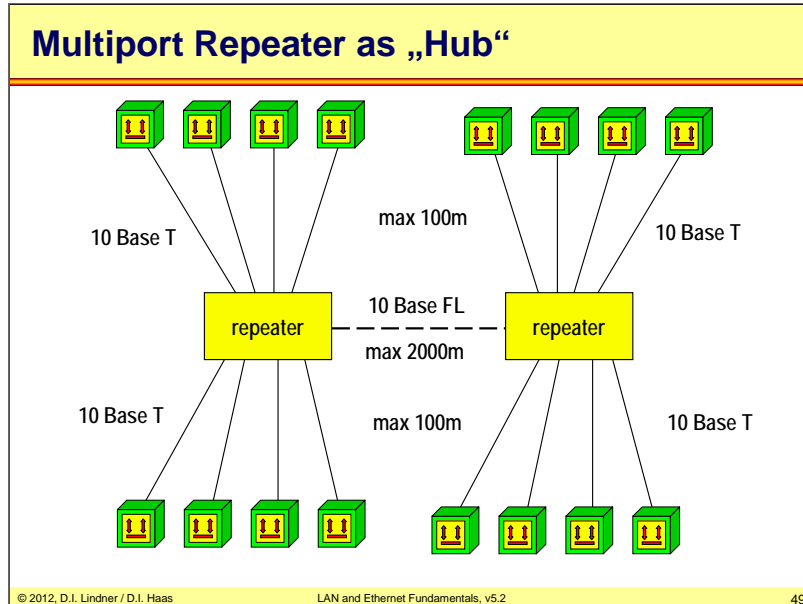 Multiport Repeater as „Hub“
max 100m
10 Base T
10 Base T
10 Base FL
repeater
repeater
max 2000m
10 Base T
max 100m
10 Base T
© 2012, D.I. Lindner / D.I. Haas
LAN and Ethernet Fundamentals, v5.2
49